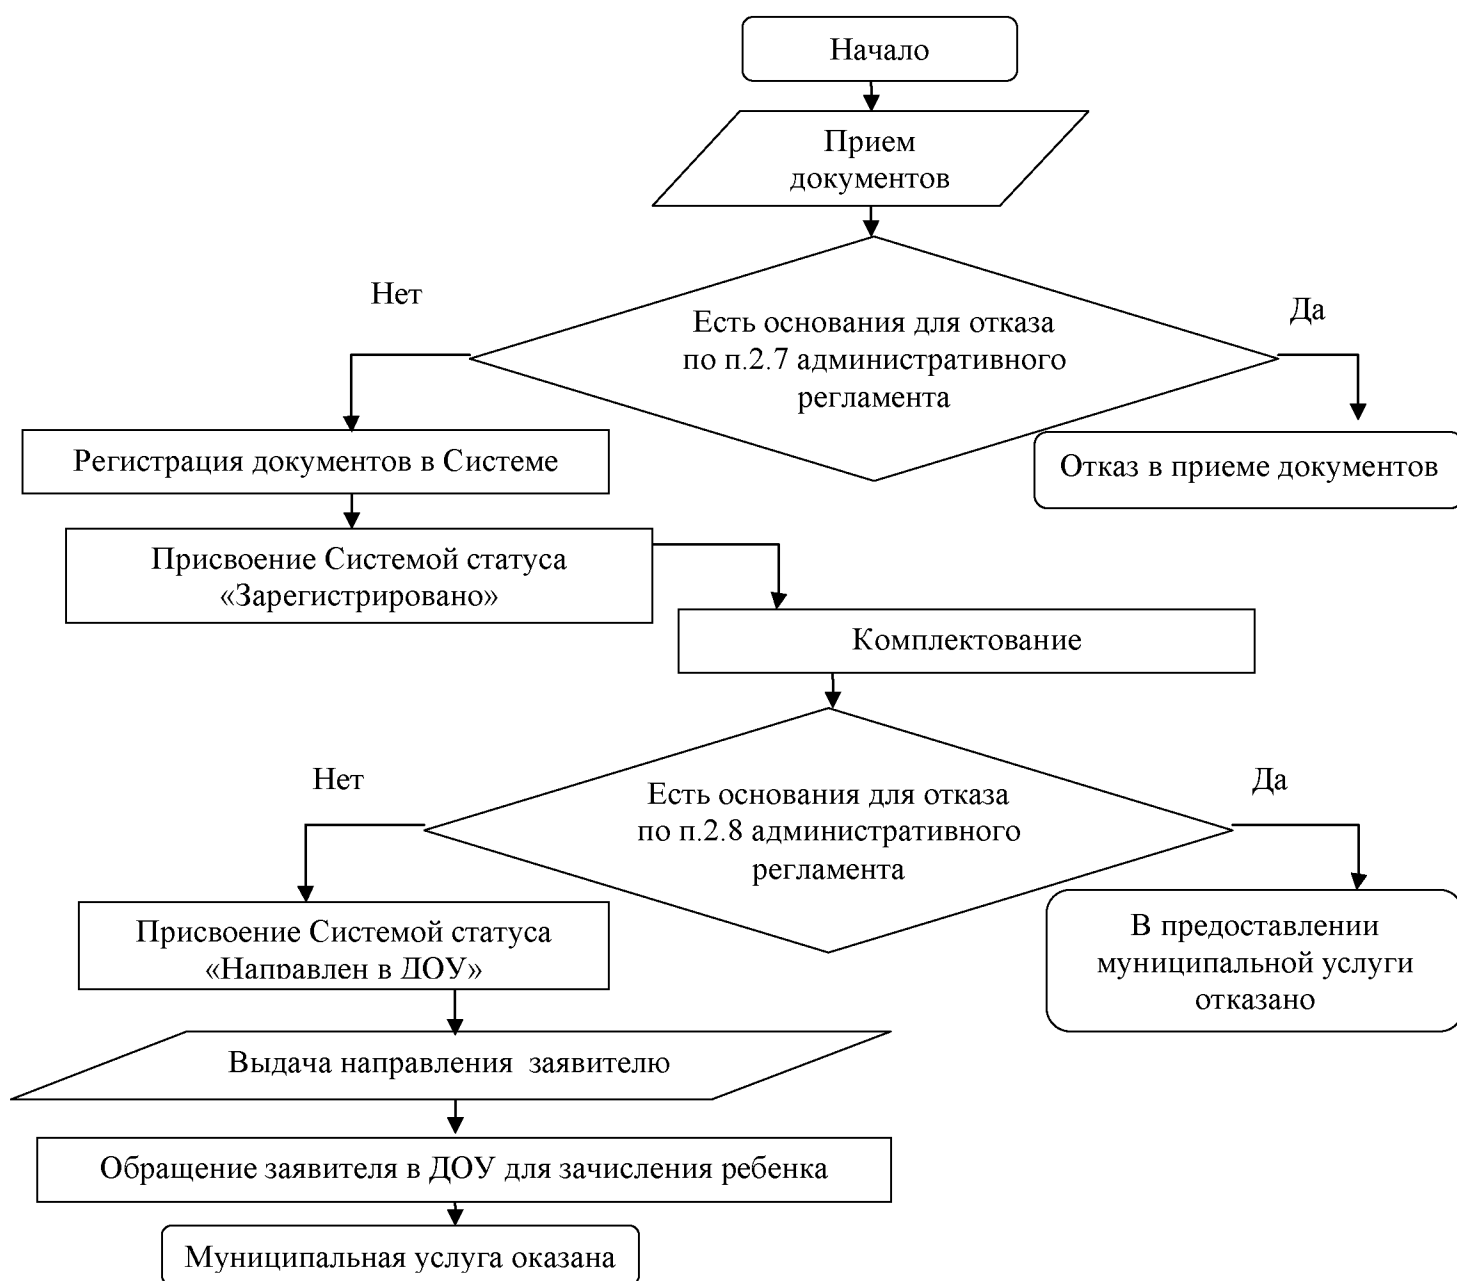 Начало
Прием
документов
Нет
Да
Есть основания для отказа
по п.2.7 административного
регламента
Регистрация документов в Системе
Отказ в приеме документов
Присвоение Системой статуса
«Зарегистрировано»
Комплектование
Нет
Да
Есть основания для отказа
по п.2.8 административного
регламента
Присвоение Системой статуса
«Направлен в ДОУ»
В предоставлении
муниципальной услуги
отказано
Выдача направления  заявителю
Обращение заявителя в ДОУ для зачисления ребенка
Муниципальная услуга оказана